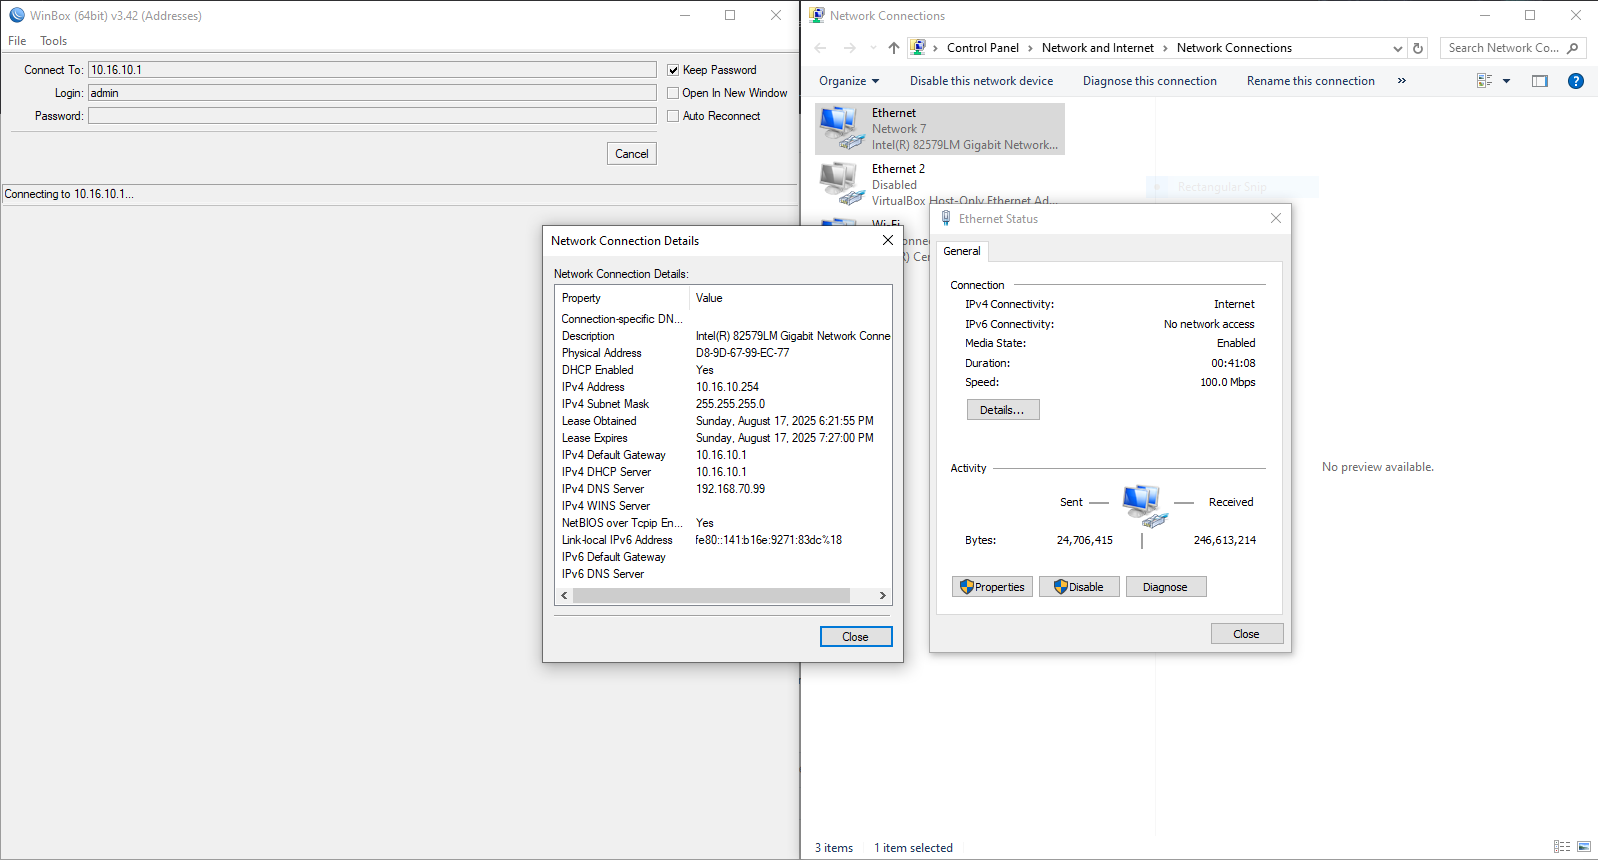 WinBox (64bit) v3.42 (Addresses)
File Tools
Connect To: 10.16.10.1
Keep Password
Login: admin
Open In New Window
Password:
Auto Reconnect
Cancel
Connecting to 10.16.10.1...
Network Connections
Control Panel > Network and Internet > Network Connections
Search Network Co...
Organize
Disable this network device
Diagnose this connection
Rename this connection
»
Ethernet
Network 7
Intel(R) 82579LM Gigabit Network...
Ethernet 2
Disabled
VirtualBox Host-Only Ethernet Ad...
Rectangular Snip
No preview available.
3 items
1 item selected
Network Connection Details
Network Connection Details:
Property Value
Connection-specific DN...
Description Intel(R) 82579LM Gigabit Network Conne
Physical Address D8-9D-67-99-EC-77
DHCP Enabled Yes
IPv4 Address 10.16.10.254
IPv4 Subnet Mask 255.255.255.0
Lease Obtained Sunday, August 17, 2025 6:21:55 PM
Lease Expires Sunday, August 17, 2025 7:27:00 PM
IPv4 Default Gateway 10.16.10.1
IPv4 DHCP Server 10.16.10.1
IPv4 DNS Server 192.168.70.99
IPv4 WINS Server
NetBIOS over Tcpip En... Yes
Link-local IPv6 Address fe80::141:b16e:9271:83dc%18
IPv6 Default Gateway
IPv6 DNS Server
Close
Ethernet Status
General
Connection
IPv4 Connectivity: Internet
IPv6 Connectivity: No network access
Media State: Enabled
Duration: 00:41:08
Speed: 100.0 Mbps
Details...
Activity
Sent — Received
Bytes: 24,706,415 | 246,613,214
Properties
Disable
Diagnose
Close